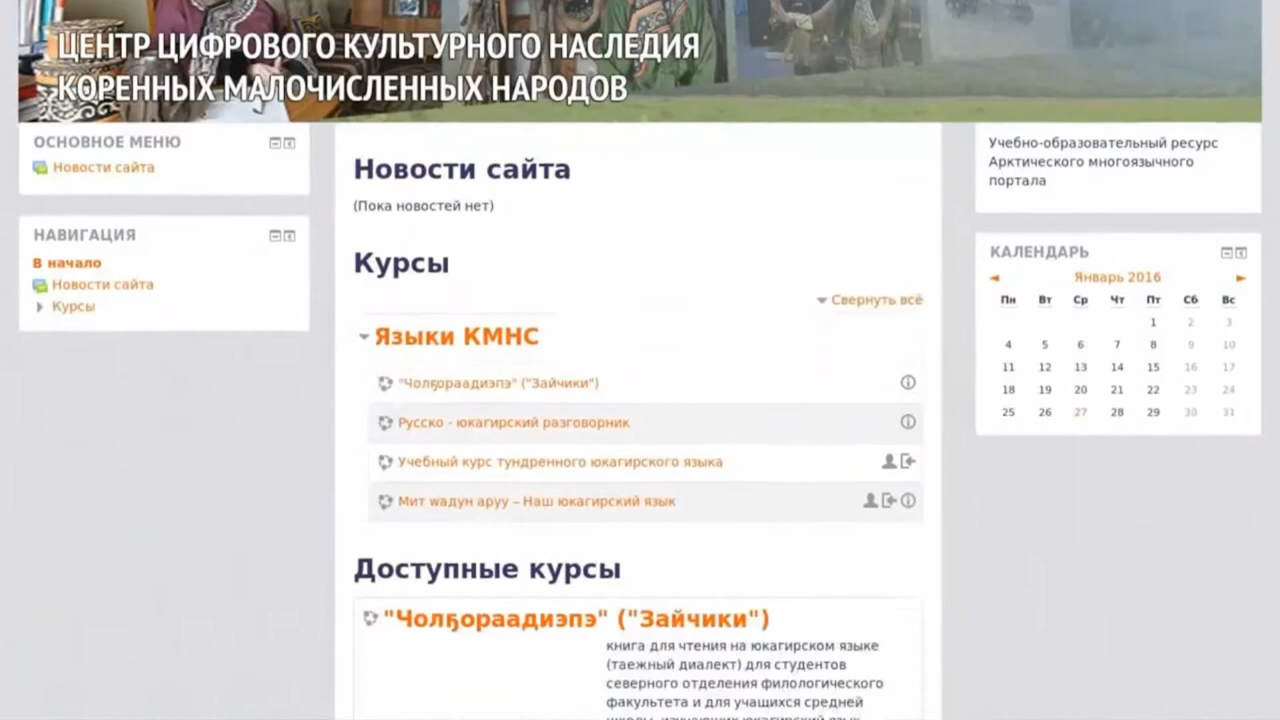 ЦЕНТР ЦИФРОВОГО КУЛЬТУРНОГО НАСЛЕДИЯ
КОРЕННЫХ МАЛОЧИСЛЕННЫХ НАРОДОВ
ОСНОВНОЕ МЕНЮ
Новости сайта
НАВИГАЦИЯ
В начало
Новости сайта
Курсы
Новости сайта
(Пока новостей нет)
Курсы
Свернуть всё
Языки КМНС
"Чолҕораадиэпэ" ("Зайчики")
Русско - юкагирский разговорник
Учебный курс тундренного юкагирского языка
Мит wадун аруу – Наш юкагирский язык
Доступные курсы
"Чолҕораадиэпэ" ("Зайчики")
книга для чтения на юкагирском языке
(таежный диалект) для студентов
северного отделения филологического
факультета и для учащихся средней
школы, изучающих юкагирский язык
Учебно-образовательный ресурс
Арктического многоязычного
портала
КАЛЕНДАРЬ
◄ Январь 2016 ►
Пн Вт Ср Чт Пт Сб Вс
1 2 3
4 5 6 7 8 9 10
11 12 13 14 15 16 17
18 19 20 21 22 23 24
25 26 27 28 29 30 31